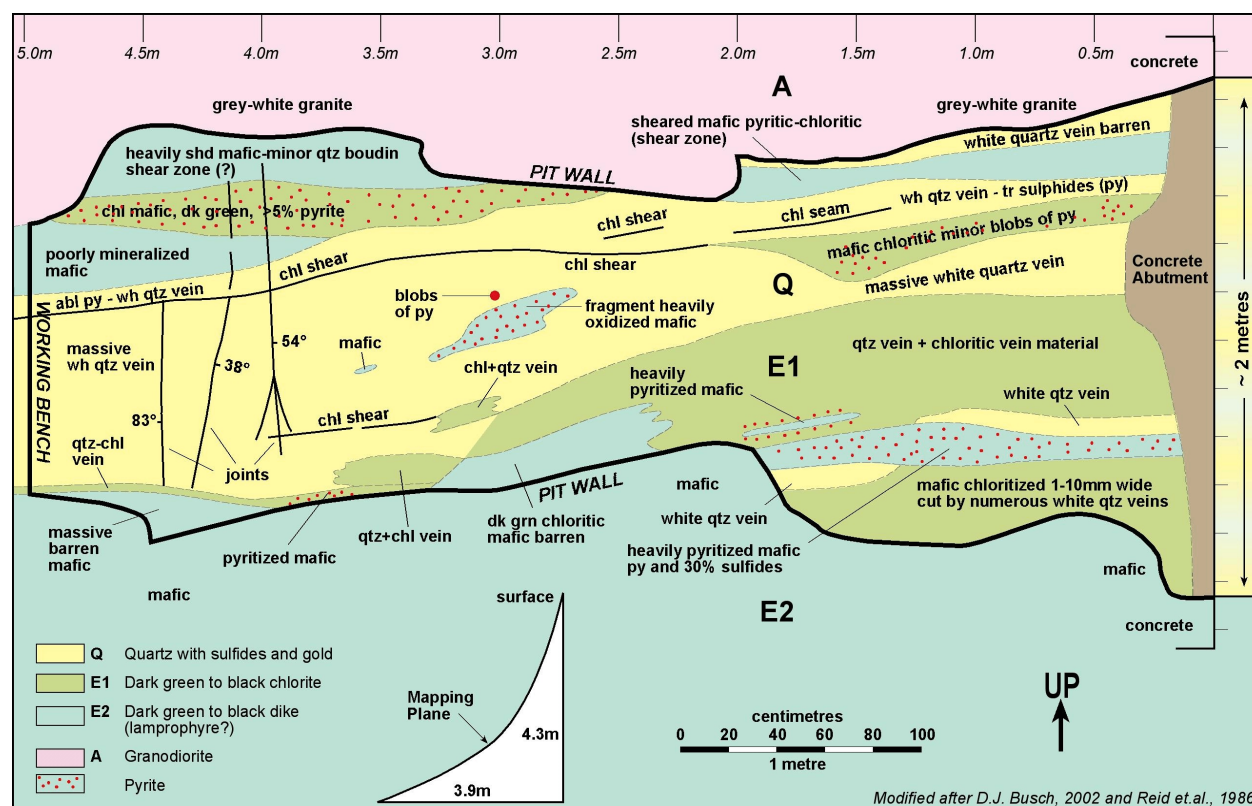 5.0m
4.5m
4.0m
3.5m
3.0m
2.5m
2.0m
1.5m
1.0m
0.5m
concrete
A
grey-white granite
grey-white granite
sheared mafic pyritic-chloritic
(shear zone)
white quartz vein barren
heavily shd mafic-minor qtz boudin
shear zone (?)
PIT WALL
wh qtz vein - tr sulphides (py)
chl mafic, dk green, >5% pyrite
chl seam
chl shear
mafic chloritic minor blobs of py
poorly mineralized
mafic
chl shear
chl shear
Concrete
Abutment
massive white quartz vein
Q
abl py - wh qtz vein
blobs
of py
fragment heavily
oxidized mafic
WORKING BENCH
massive
wh qtz vein
54°
mafic
38°
qtz vein + chloritic vein material
E1
chl+qtz vein
heavily
pyritized mafic
~ 2 metres
white qtz vein
83°
chl shear
qtz-chl
vein
joints
PIT WALL
mafic
mafic chloritized 1-10mm wide
cut by numerous white qtz veins
massive
barren
mafic
pyritized mafic
qtz+chl vein
dk grn chloritic
mafic barren
white qtz vein
heavily pyritized mafic
py and 30% sulfides
mafic
mafic
surface
E2
concrete
Q Quartz with sulfides and gold
E1 Dark green to black chlorite
E2 Dark green to black dike
(lamprophyre?)
A Granodiorite
Pyrite
Mapping
Plane
4.3m
3.9m
centimetres
0 20 40 60 80 100
1 metre
UP
Modified after D.J. Busch, 2002 and Reid et.al., 1986